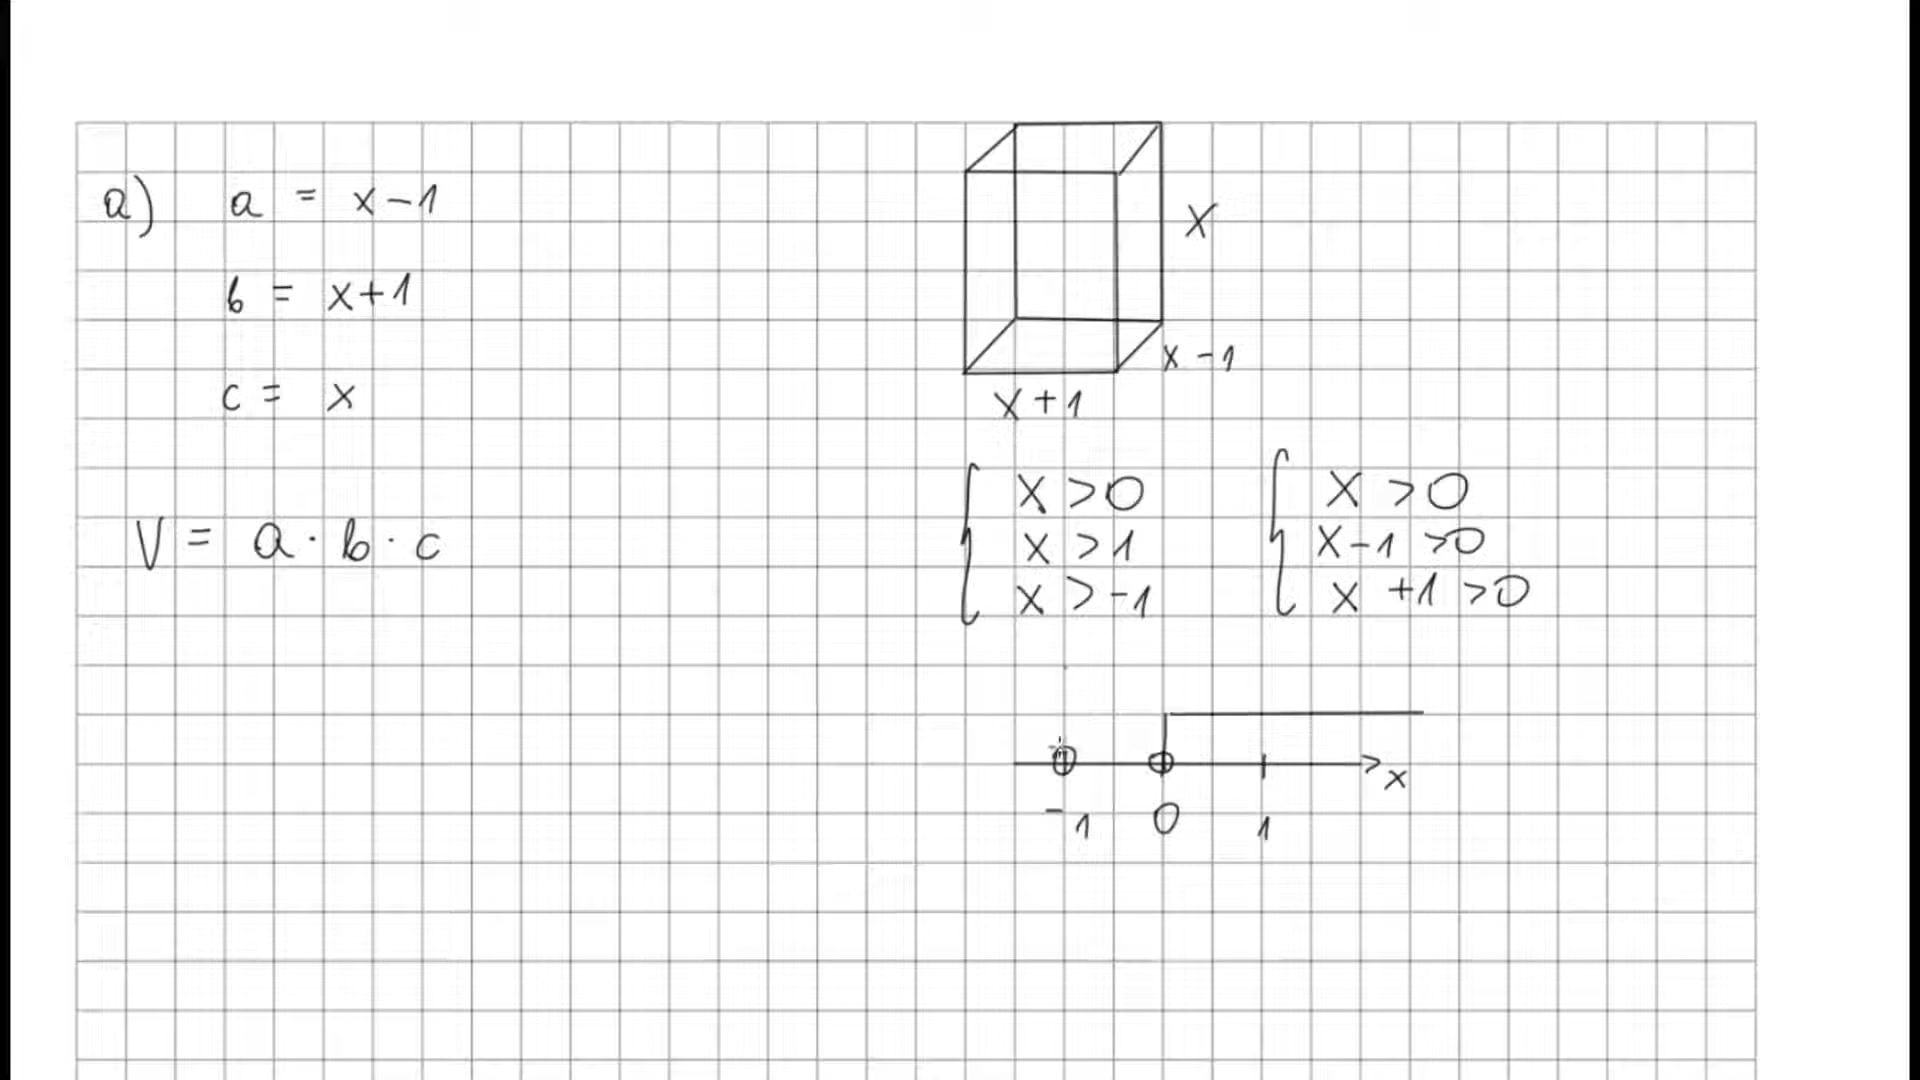 a) a = x-1
b = x+1
c = x
V = a · b · c
x
x-1
x+1
x > 0
x > 1
x > -1
x > 0
x-1 > 0
x +1 > 0
x
-1 0 1